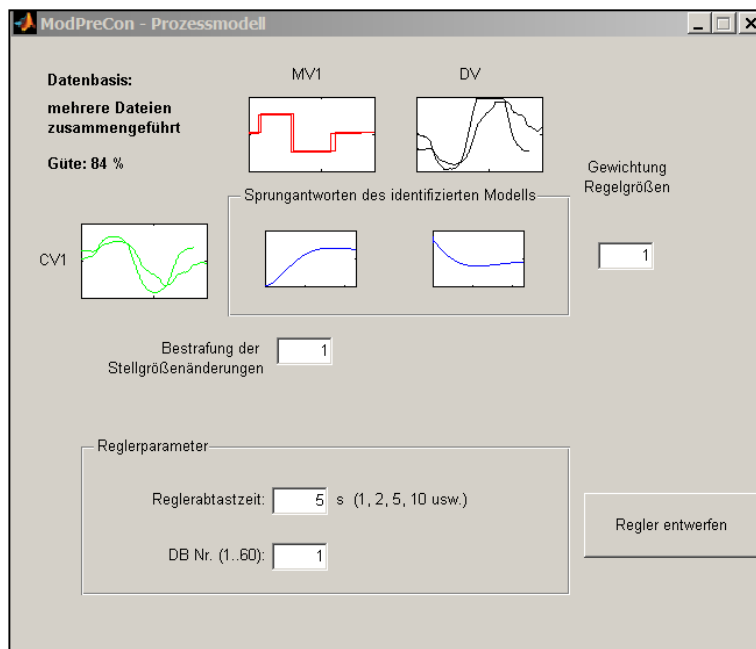 ModPreCon - Prozessmodell
Datenbasis:
mehrere Dateien
zusammengeführt
Güte: 84 %
MV1
DV
Gewichtung
Regelgrößen
1
Sprungantworten des identifizierten Modells
CV1
Bestrafung der
Stellgrößenänderungen
1
Reglerparameter
Reglerabtastzeit: 5 s (1, 2, 5, 10 usw.)
DB Nr. (1..60): 1
Regler entwerfen